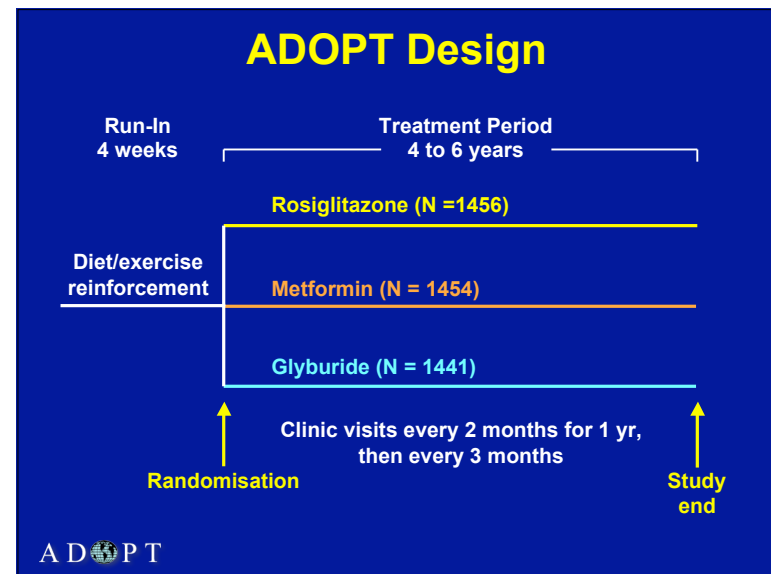 ADOPT Design
Run-In
4 weeks
Treatment Period
4 to 6 years
Rosiglitazone (N =1456)
Diet/exercise
reinforcement
Metformin (N = 1454)
Glyburide (N = 1441)
Clinic visits every 2 months for 1 yr,
then every 3 months
Randomisation
Study
end
ADOPT